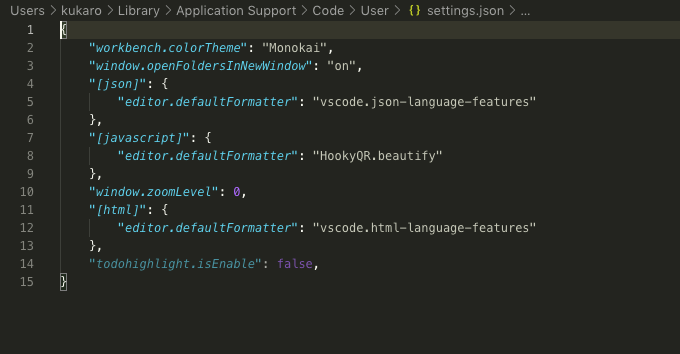 Users > kukaro > Library > Application Support > Code > User > {} settings.json > ...
1 {
2 "workbench.colorTheme": "Monokai",
3 "window.openFoldersInNewWindow": "on",
4 "[json]": {
5 "editor.defaultFormatter": "vscode.json-language-features"
6 },
7 "[javascript]": {
8 "editor.defaultFormatter": "HookyQR.beautify"
9 },
10 "window.zoomLevel": 0,
11 "[html]": {
12 "editor.defaultFormatter": "vscode.html-language-features"
13 },
14 "todohighlight.isEnable": false,
15 }